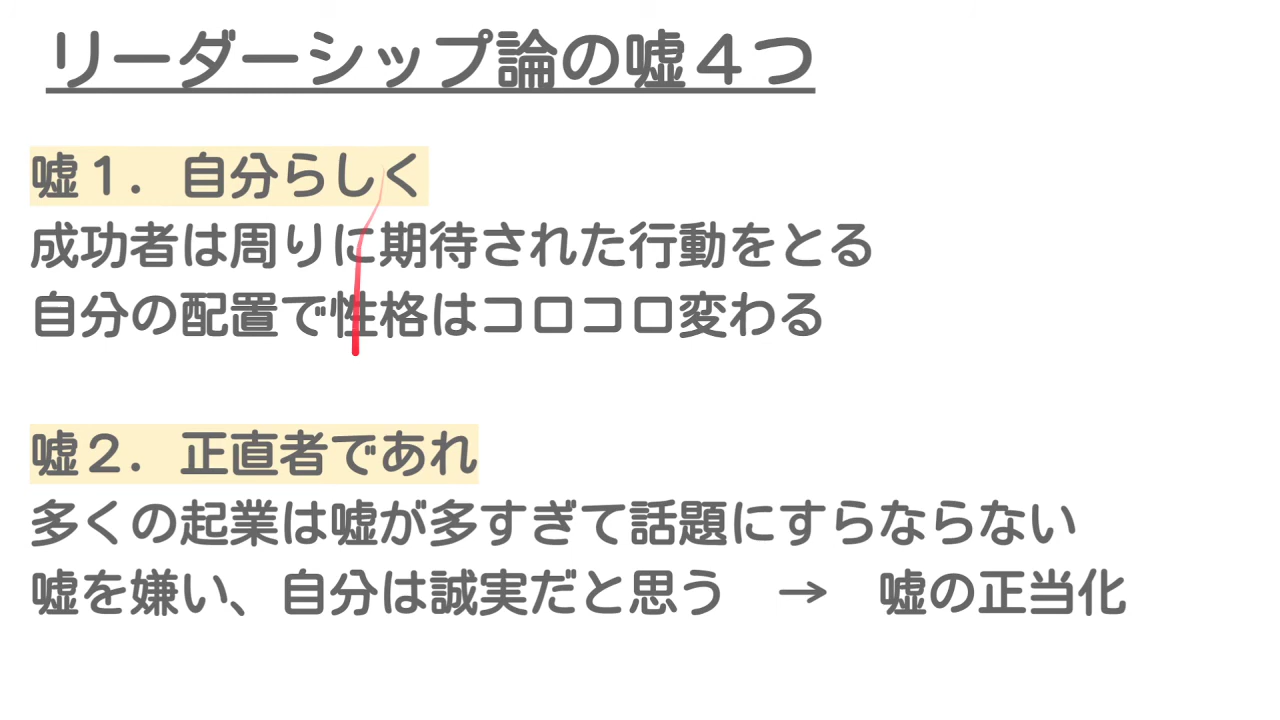 リーダーシップ論の嘘４つ
嘘１．自分らしく
成功者は周りに期待された行動をとる
自分の配置で性格はコロコロ変わる
嘘２．正直者であれ
多くの起業は嘘が多すぎて話題にすらならない
嘘を嫌い、自分は誠実だと思う　→　嘘の正当化